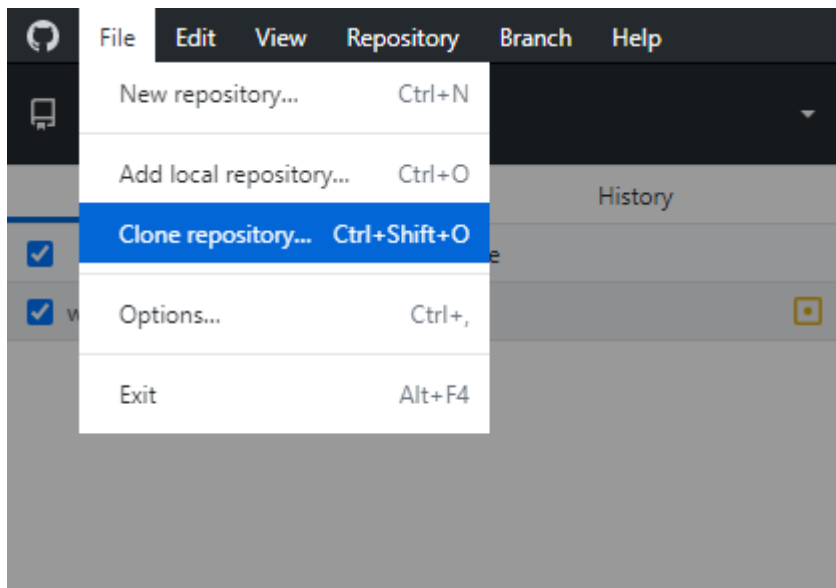 File Edit View Repository Branch Help
New repository... Ctrl+N
Add local repository... Ctrl+O
History
Clone repository... Ctrl+Shift+O
Options... Ctrl+,
Exit Alt+F4